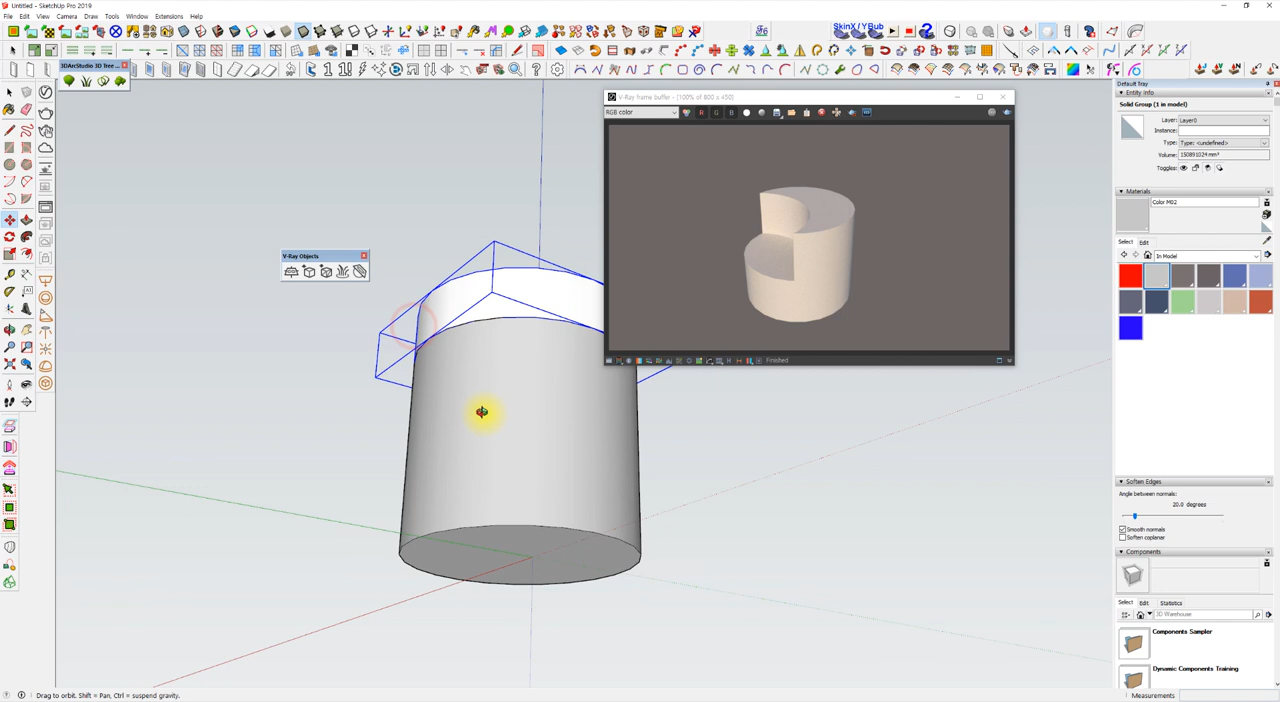 Untitled - SketchUp Pro 2019
File Edit View Camera Draw Tools Window Extensions Help
SkinX/YBub
3DArcStudio 3D Tree ...
V-Ray Objects
V-Ray frame buffer - [100% of 800 x 450]
RGB color
Finished
Default Tray
Entity Info
Solid Group (1 in model)
Layer: Layer0
Instance:
Type: Type: <undefined>
Volume: 150891024 mm³
Toggles:
Materials
Color M02
Select Edit
In Model
Soften Edges
Angle between normals:
20.0 degrees
Smooth normals
Soften coplanar
Components
Select Edit Statistics
3D Warehouse
Components Sampler
Dynamic Components Training
Drag to orbit. Shift = Pan, Ctrl = suspend gravity.
Measurements